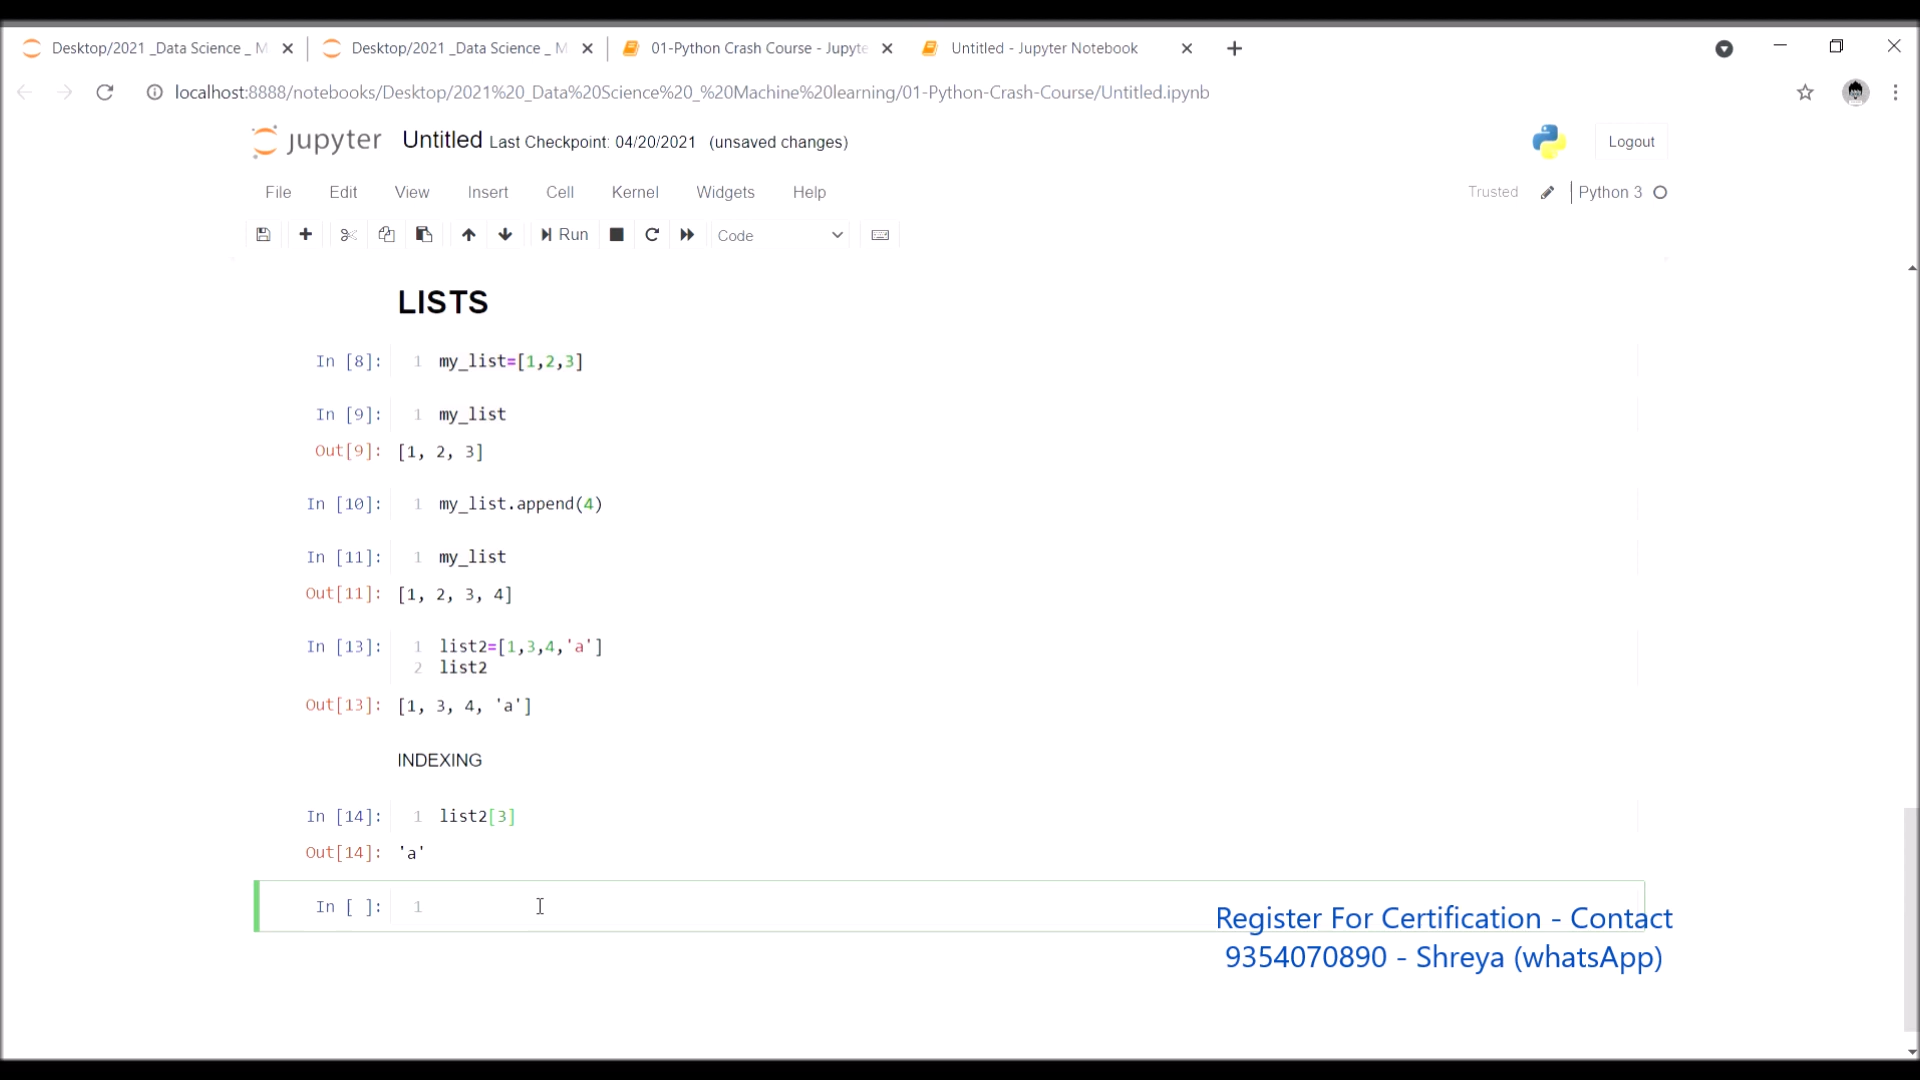 Desktop/2021 _Data Science _ M
Desktop/2021 _Data Science _ M
01-Python Crash Course - Jupyte
Untitled - Jupyter Notebook
localhost:8888/notebooks/Desktop/2021%20_Data%20Science%20_%20Machine%20learning/01-Python-Crash-Course/Untitled.ipynb
jupyter Untitled Last Checkpoint: 04/20/2021 (unsaved changes)
Logout
File Edit View Insert Cell Kernel Widgets Help
Trusted Python 3
Run Code
LISTS
In [8]: 1 my_list=[1,2,3]
In [9]: 1 my_list
Out[9]: [1, 2, 3]
In [10]: 1 my_list.append(4)
In [11]: 1 my_list
Out[11]: [1, 2, 3, 4]
In [13]: 1 list2=[1,3,4,'a']
2 list2
Out[13]: [1, 3, 4, 'a']
INDEXING
In [14]: 1 list2[3]
Out[14]: 'a'
In [ ]: 1
Register For Certification - Contact
9354070890 - Shreya (whatsApp)